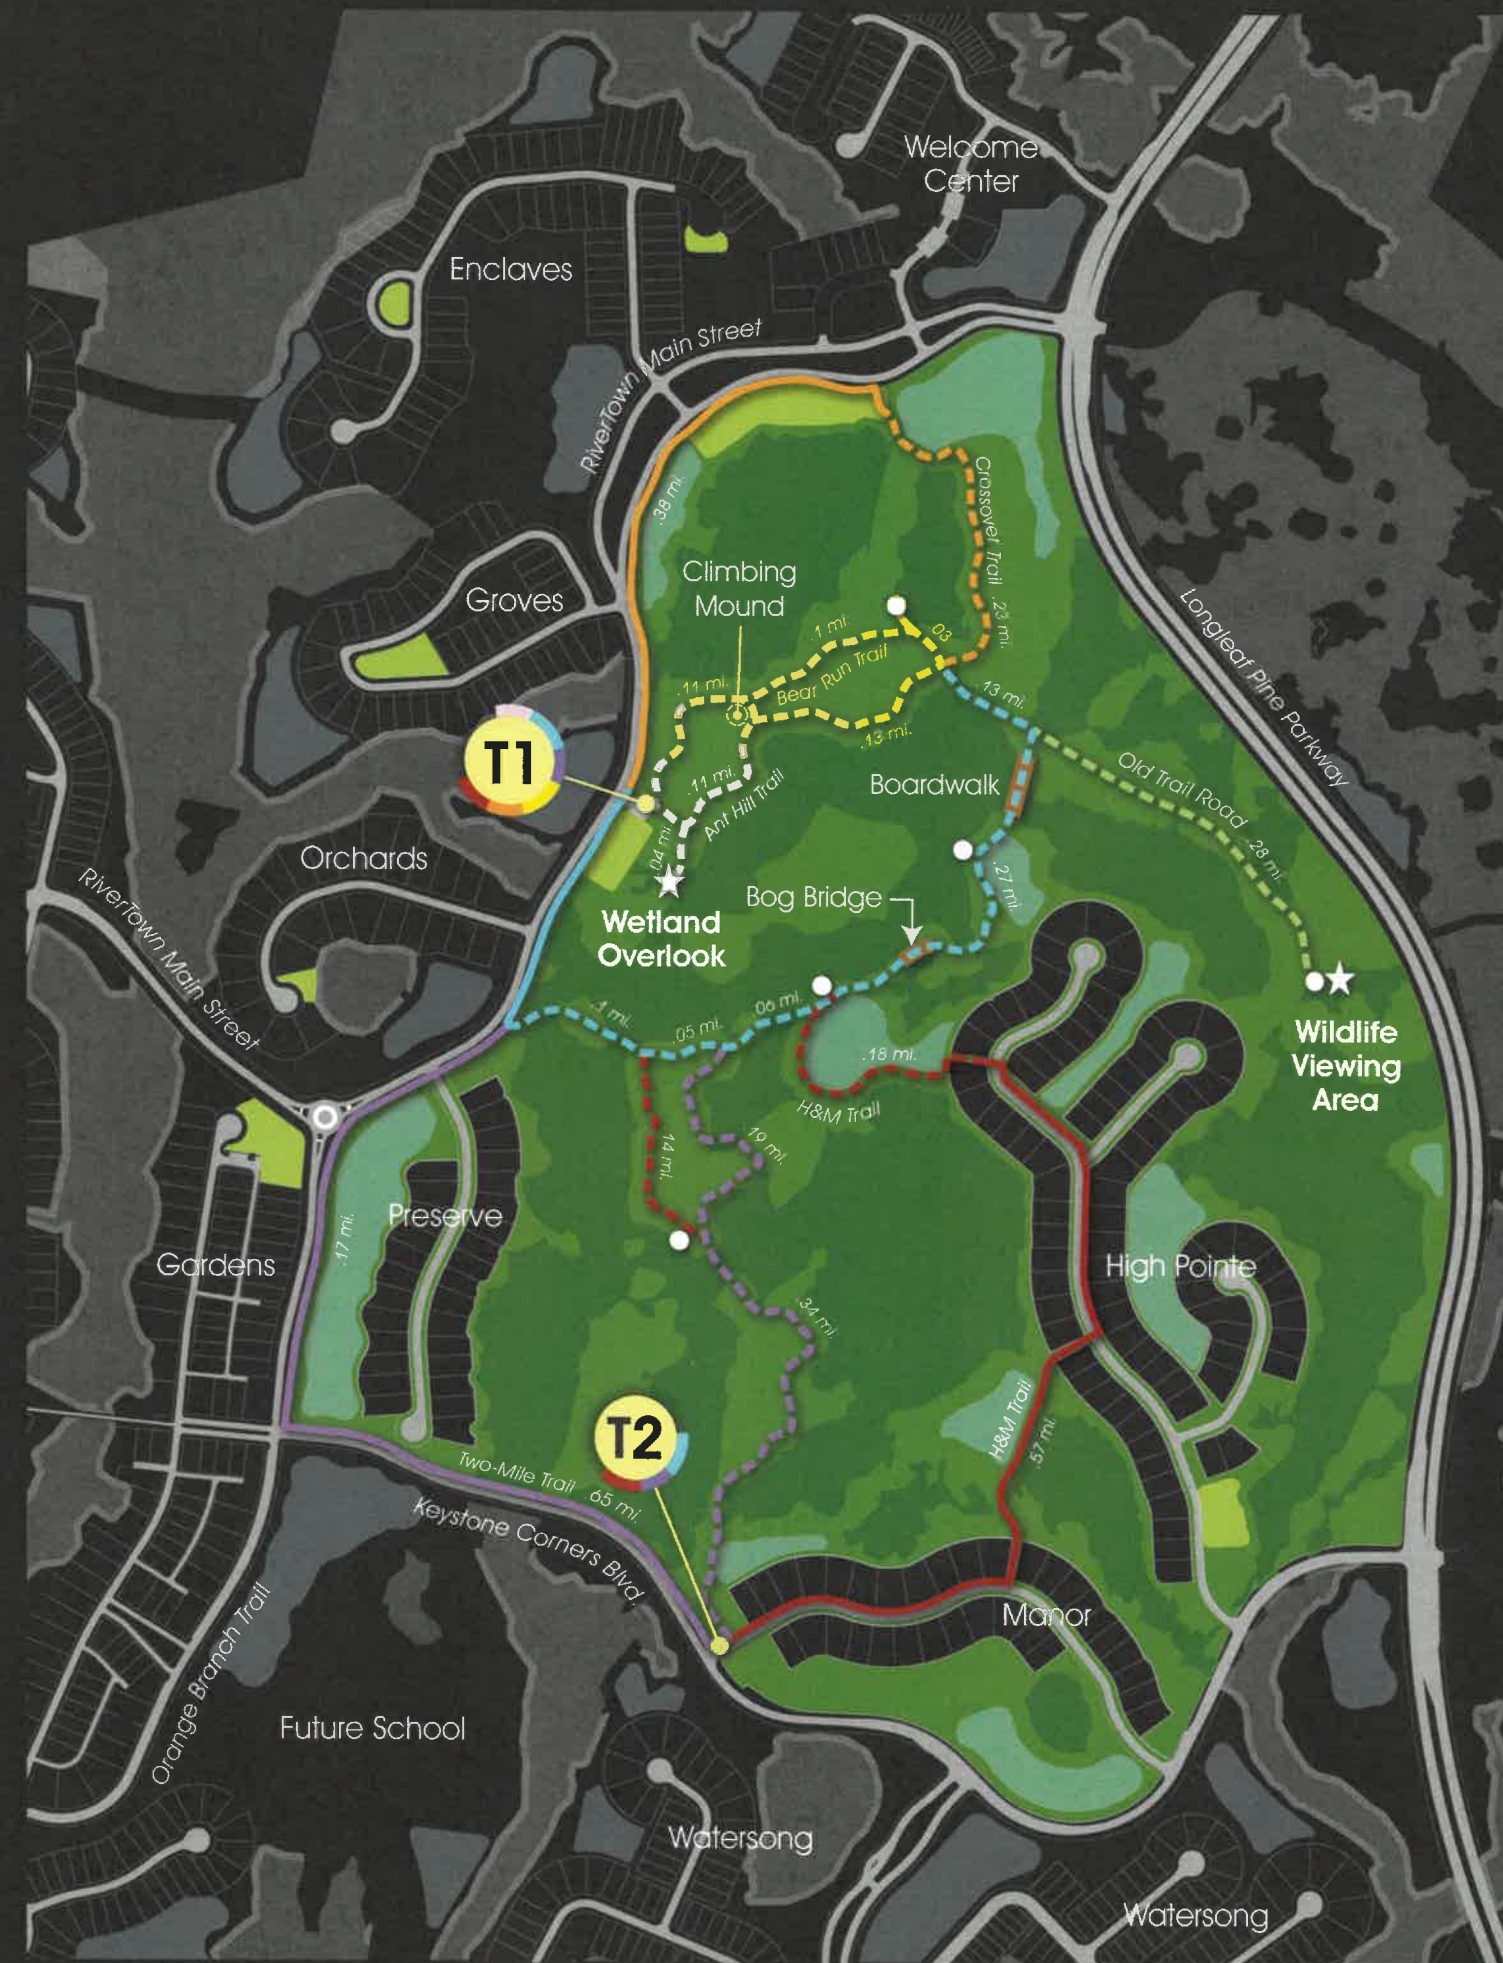 Welcome
Center
Enclaves
RiverTown Main Street
.38 mi.
Crossover Trail .23 mi.
Climbing
Mound
Groves
.1 mi.
.03
Bear Run Trail
.11 mi.
.13 mi.
.13 mi.
Longleaf Pine Parkway
T1
.11 mi.
Ant Hill Trail
.04 mi.
Boardwalk
Old Trail Road .28 mi.
Orchards
RiverTown Main Street
Bog Bridge
.27 mi.
Wetland
Overlook
Wildlife
Viewing
Area
.1 mi.
.05 mi.
.06 mi.
.18 mi.
H&M Trail
.14 mi.
.19 mi.
Preserve
.17 mi.
Gardens
High Pointe
.34 mi.
T2
H&M Trail
.57 mi.
Two-Mile Trail .65 mi.
Keystone Corners Blvd.
Manor
Orange Branch Trail
Future School
Watersong
Watersong